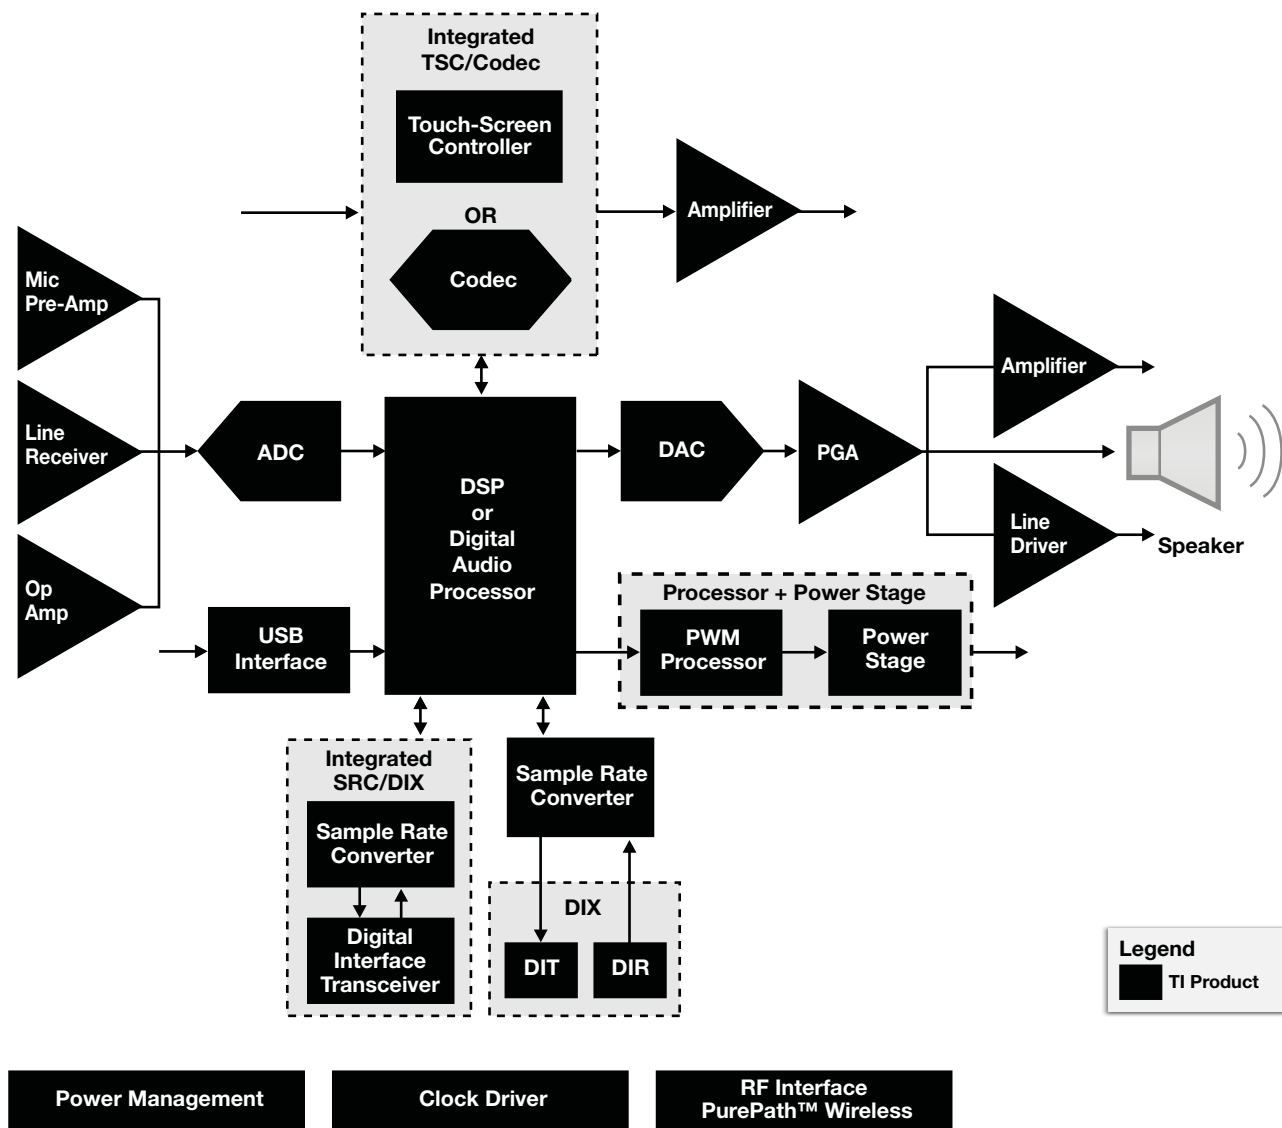 Integrated
TSC/Codec
Touch-Screen
Controller
OR
Codec
Amplifier
Mic
Pre-Amp
Line
Receiver
Op
Amp
ADC
DSP
or
Digital
Audio
Processor
DAC
PGA
Amplifier
Line
Driver
Speaker
USB
Interface
Processor + Power Stage
PWM
Processor
Power
Stage
Integrated
SRC/DIX
Sample Rate
Converter
Digital
Interface
Transceiver
Sample Rate
Converter
DIX
DIT
DIR
Legend
TI Product
Power Management
Clock Driver
RF Interface
PurePath™ Wireless